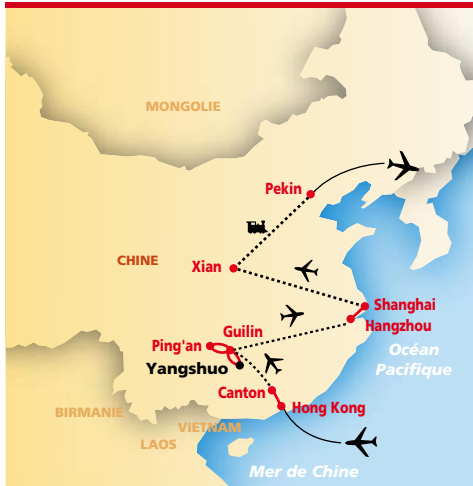 MONGOLIE
Pekin
CHINE
Xian
Shanghai
Hangzhou
Guilin
Ping'an
Yangshuo
Océan
Pacifique
Canton
Hong Kong
BIRMANIE
VIETNAM
LAOS
Mer de Chine